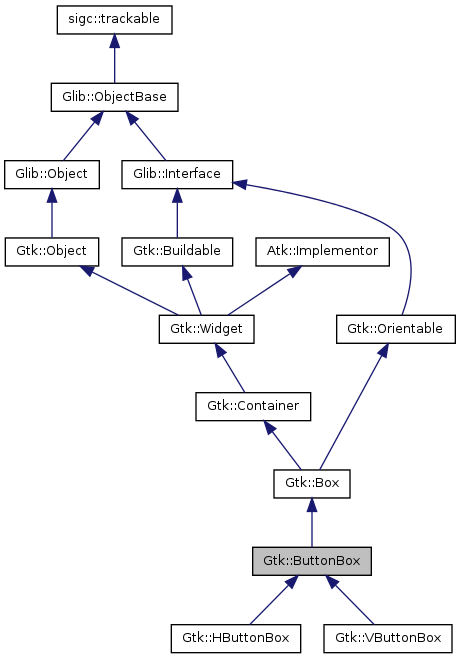 sigc::trackable
Glib::ObjectBase
Glib::Object
Glib::Interface
Gtk::Object
Gtk::Buildable
Atk::Implementor
Gtk::Widget
Gtk::Orientable
Gtk::Container
Gtk::Box
Gtk::ButtonBox
Gtk::HButtonBox
Gtk::VButtonBox